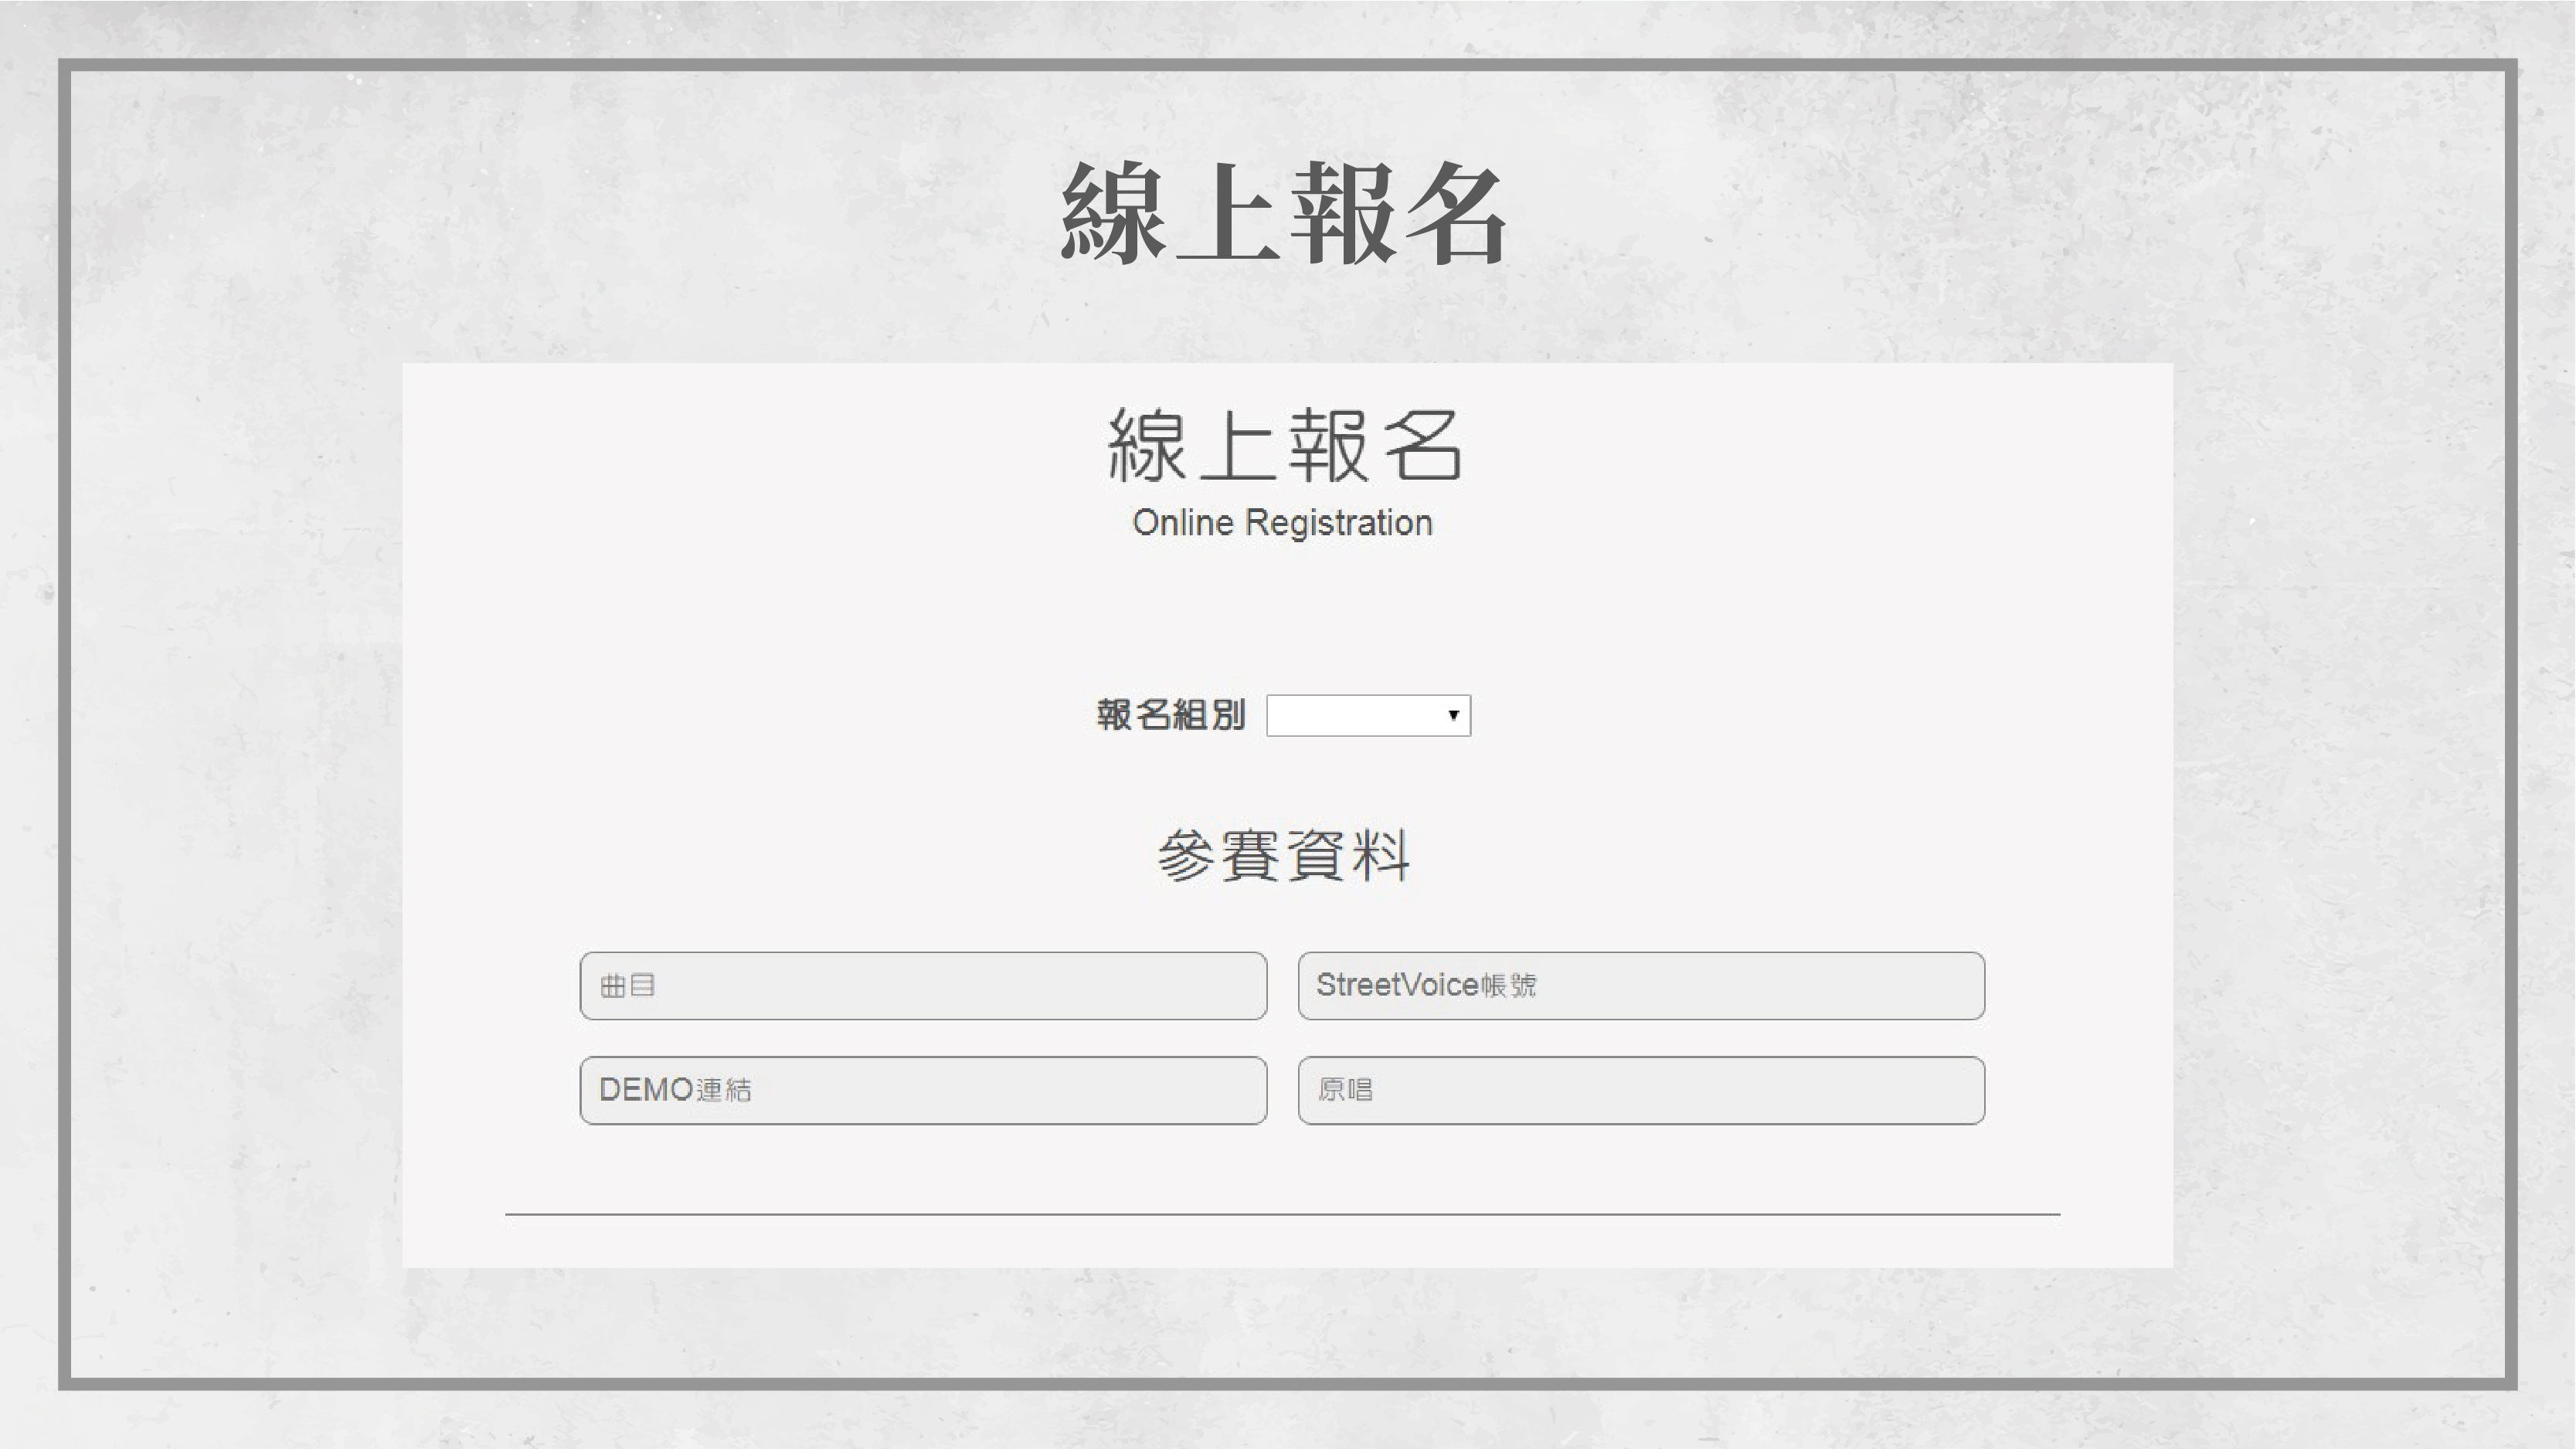 線上報名
線上報名
Online Registration
報名組別
參賽資料
曲目
StreetVoice帳號
DEMO連結
原唱